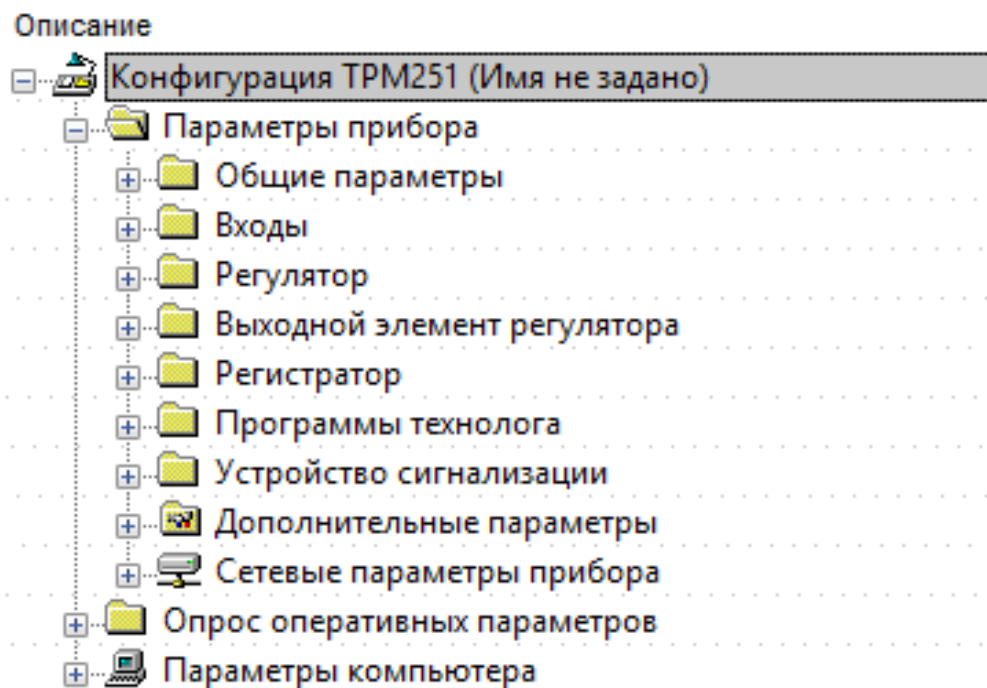 Описание
Конфигурация ТРМ251 (Имя не задано)
Параметры прибора
Общие параметры
Входы
Регулятор
Выходной элемент регулятора
Регистратор
Программы технолога
Устройство сигнализации
Дополнительные параметры
Сетевые параметры прибора
Опрос оперативных параметров
Параметры компьютера